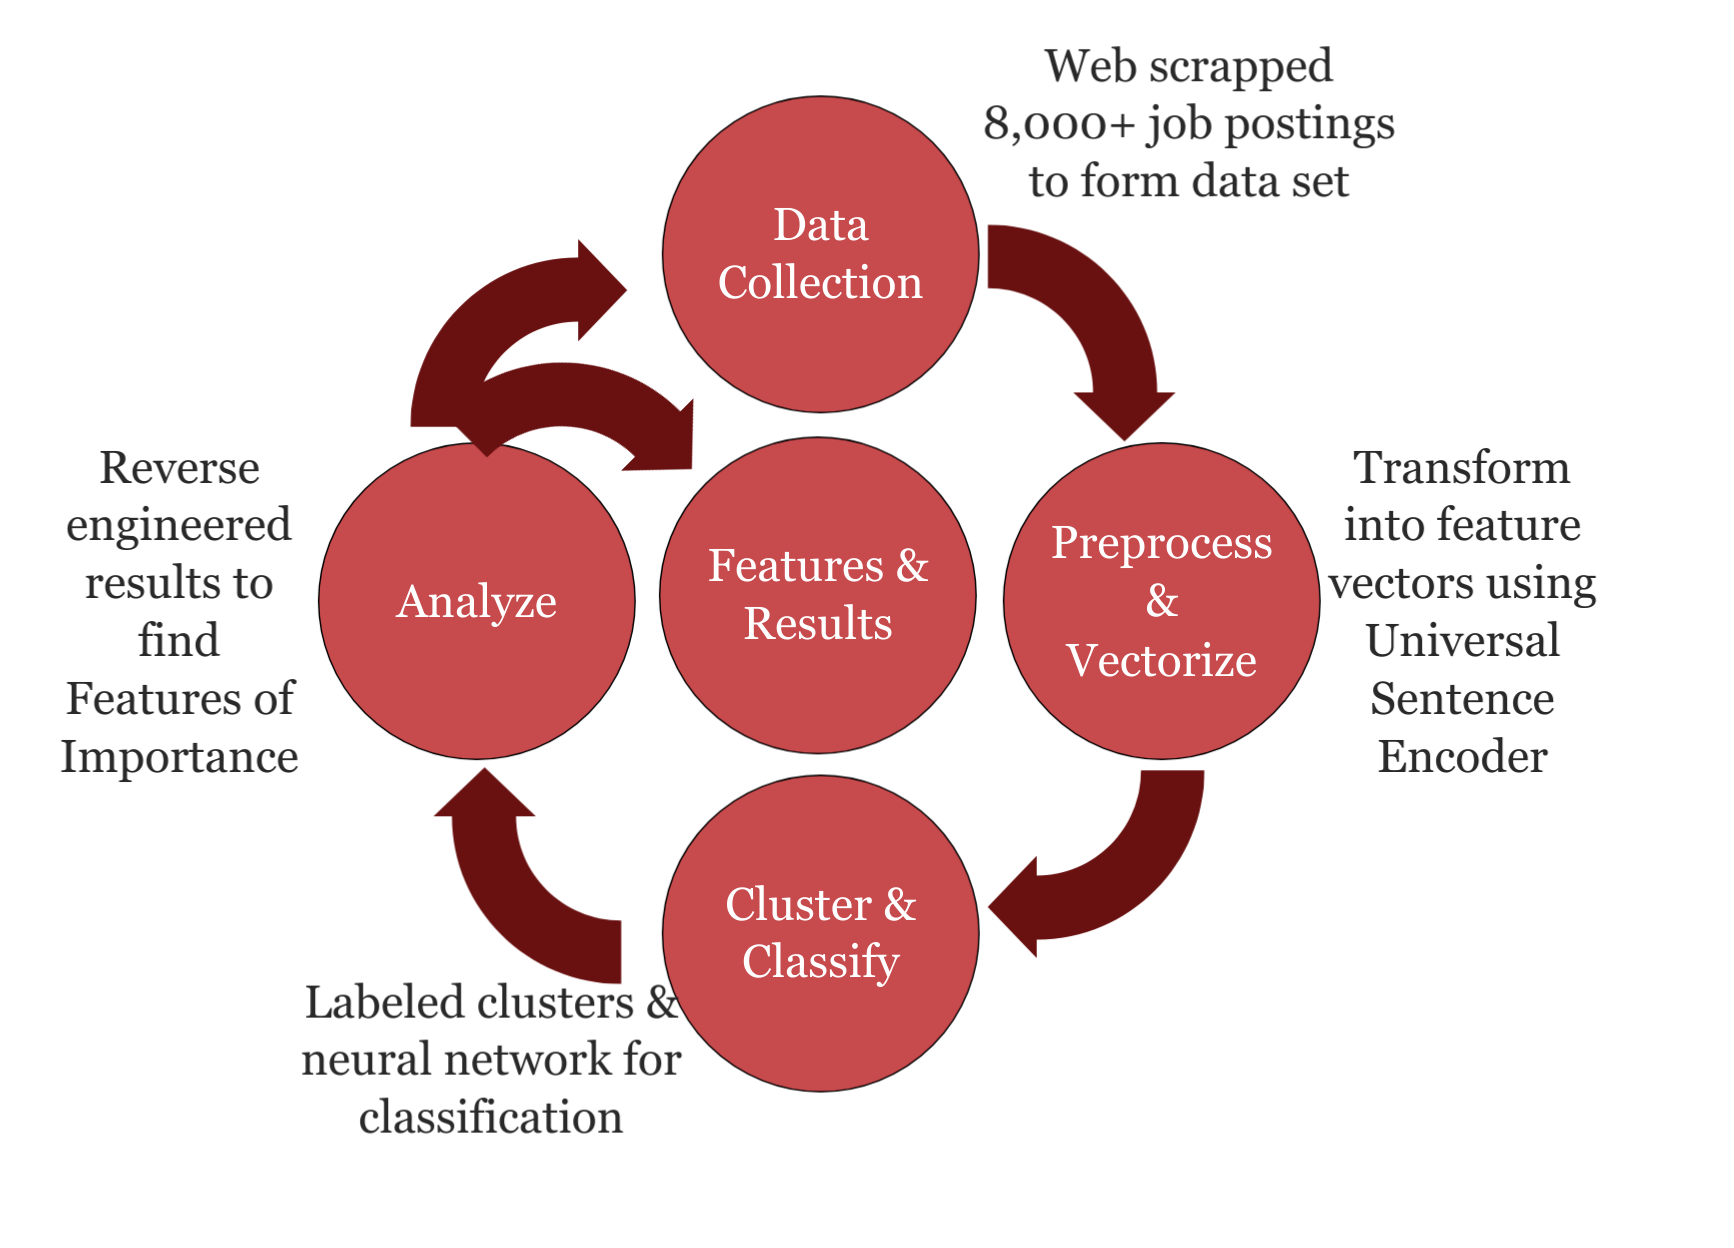 Web scrapped
8,000+ job postings
to form data set
Data
Collection
Reverse
engineered
results to
find
Features of
Importance
Analyze
Features &
Results
Preprocess
&
Vectorize
Transform
into feature
vectors using
Universal
Sentence
Encoder
Cluster &
Classify
Labeled clusters &
neural network for
classification